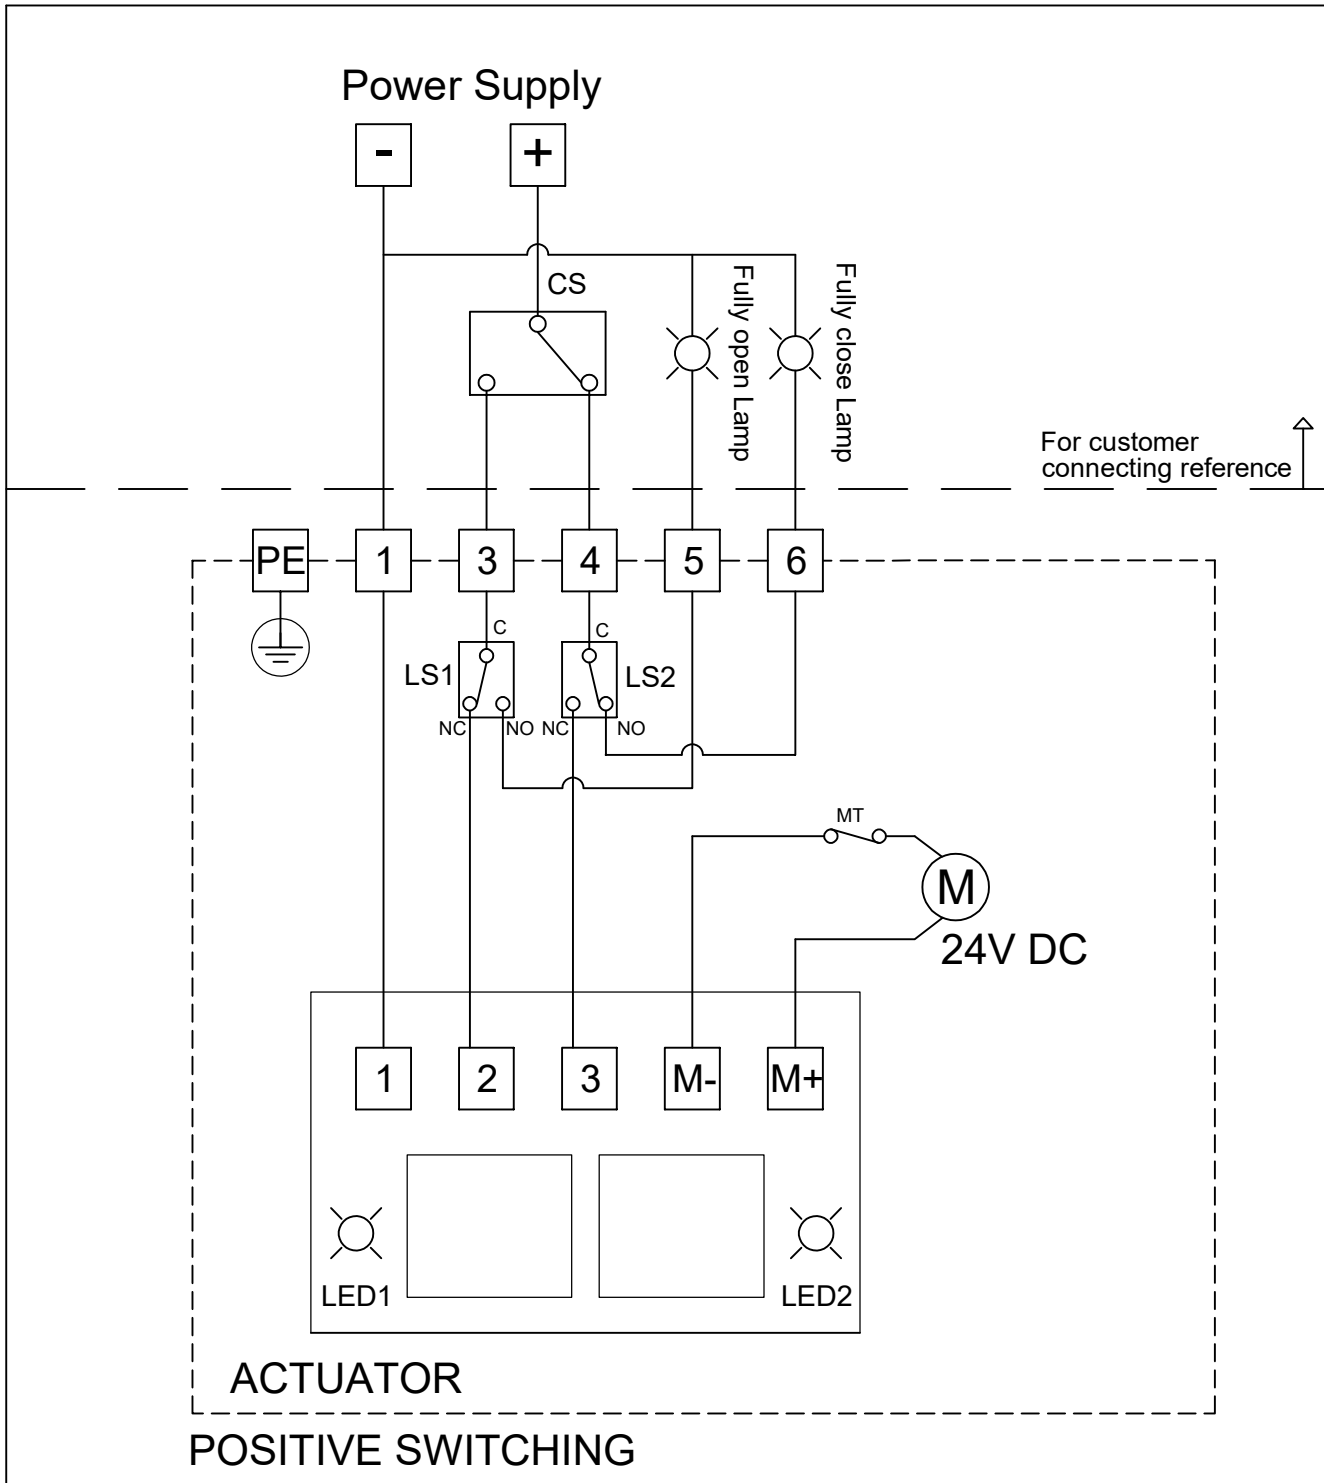 Power Supply
- +
CS
Fully open Lamp
Fully close Lamp
For customer
connecting reference
PE 1 3 4 5 6
C C
LS1 LS2
NC NO NC NO
MT
M
24V DC
1 2 3 M- M+
LED1 LED2
ACTUATOR
POSITIVE SWITCHING